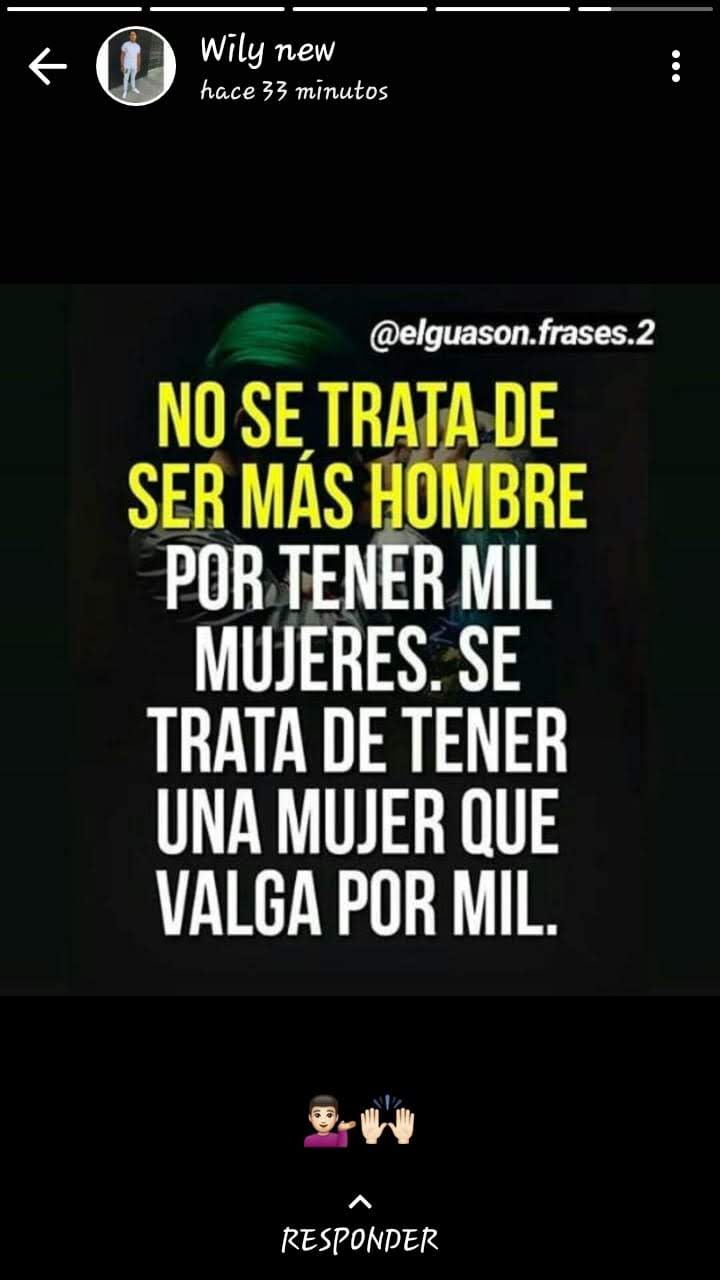 Wily new
hace 33 minutos
@elguason.frases.2
NO SE TRATA DE
SER MÁS HOMBRE
POR TENER MIL
MUJERES. SE
TRATA DE TENER
UNA MUJER QUE
VALGA POR MIL.
RESPONDER